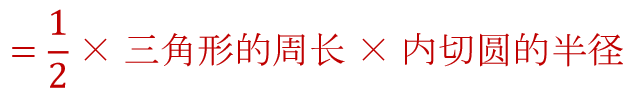 = 1/2 × 三角形的周长 × 内切圆的半径